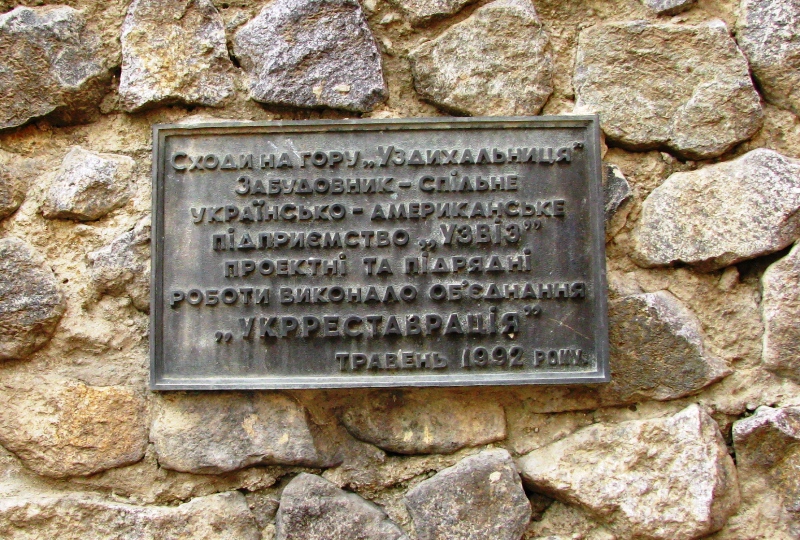 Сходи на гору „Уздихальниця"
Забудовник – спільне
українсько – американське
підприємство „Узвіз"
проектні та підрядні
роботи виконало об'єднання
„Укрреставрація"
травень 1992 року.